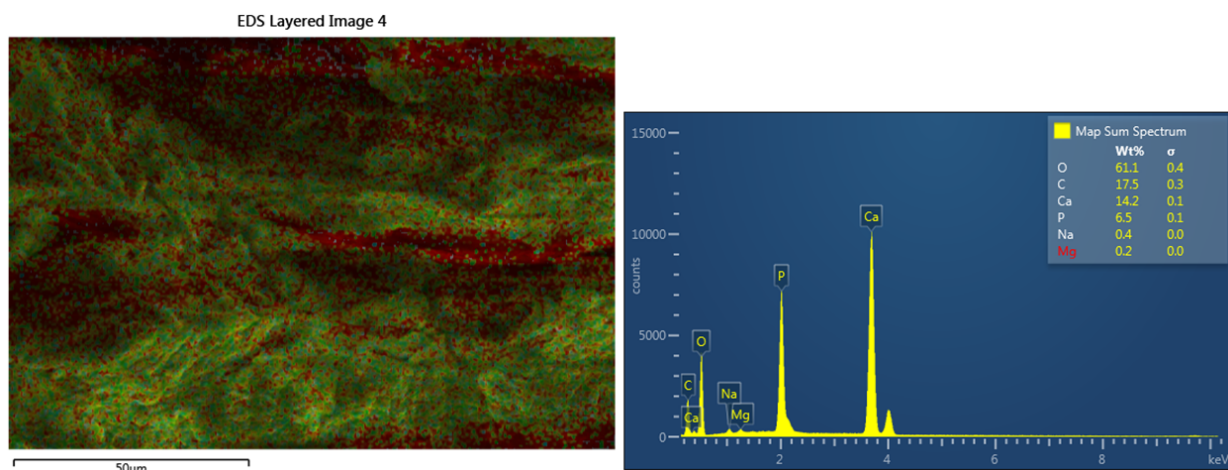 EDS Layered Image 4
50μm
15000
10000
5000
0
counts
C
Ca
O
Na
Mg
P
Ca
2
4
6
8
keV
Map Sum Spectrum
Wt% σ
O 61.1 0.4
C 17.5 0.3
Ca 14.2 0.1
P 6.5 0.1
Na 0.4 0.0
Mg 0.2 0.0